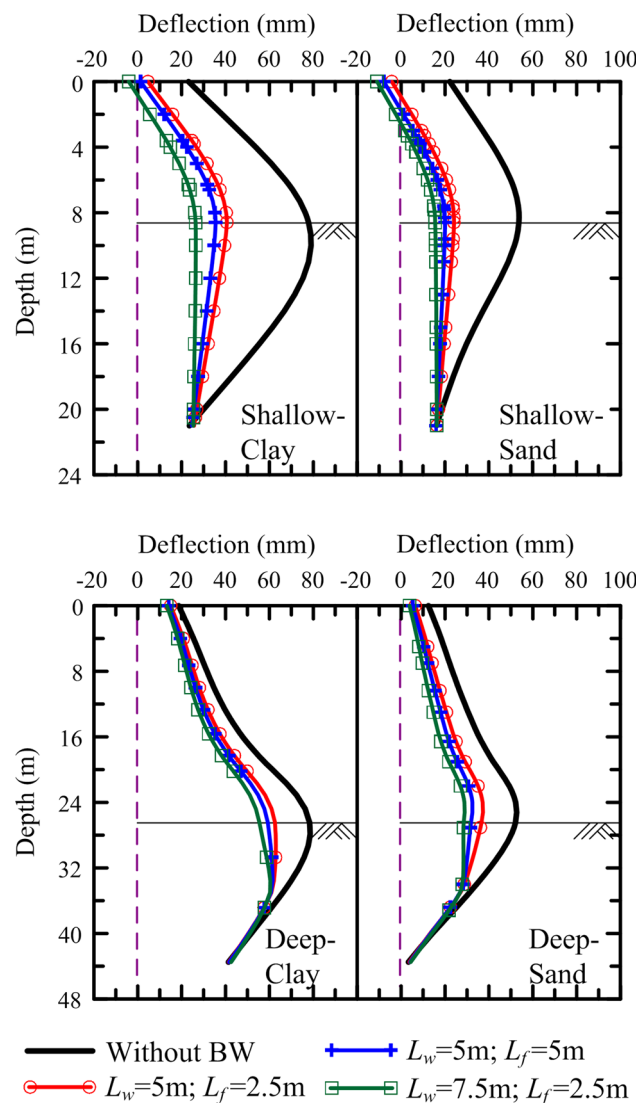 Deflection (mm) Deflection (mm)
-20 0 20 40 60 80 -20 0 20 40 60 80 100
0
4
8
12
16
20
24
Depth (m)
Shallow-
Clay
Shallow-
Sand
Deflection (mm) Deflection (mm)
-20 0 20 40 60 80 -20 0 20 40 60 80 100
0
8
16
24
32
40
48
Depth (m)
Deep-
Clay
Deep-
Sand
Without BW
Lw=5m; Lf=5m
Lw=5m; Lf=2.5m
Lw=7.5m; Lf=2.5m